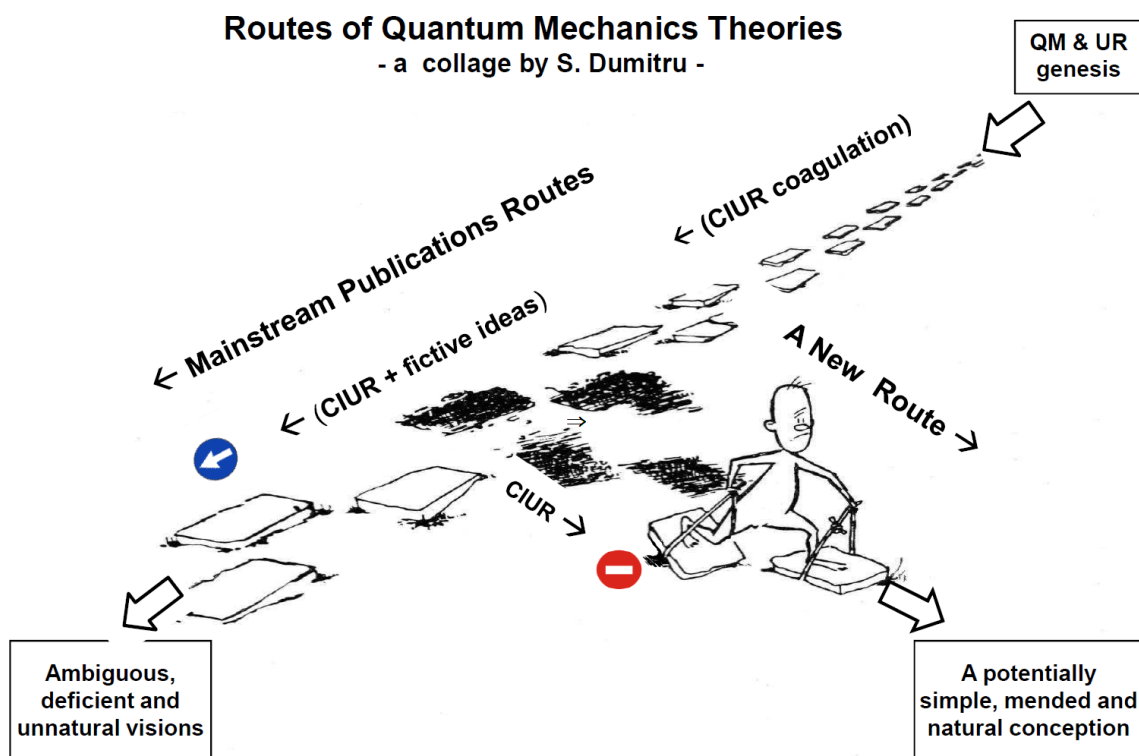 Routes of Quantum Mechanics Theories
- a collage by S. Dumitru -
QM & UR
genesis
← (CIUR coagulation)
← Mainstream Publications Routes
← (CIUR + fictive ideas)
A New Route →
⇒
CIUR →
Ambiguous,
deficient and
unnatural visions
A potentially
simple, mended and
natural conception